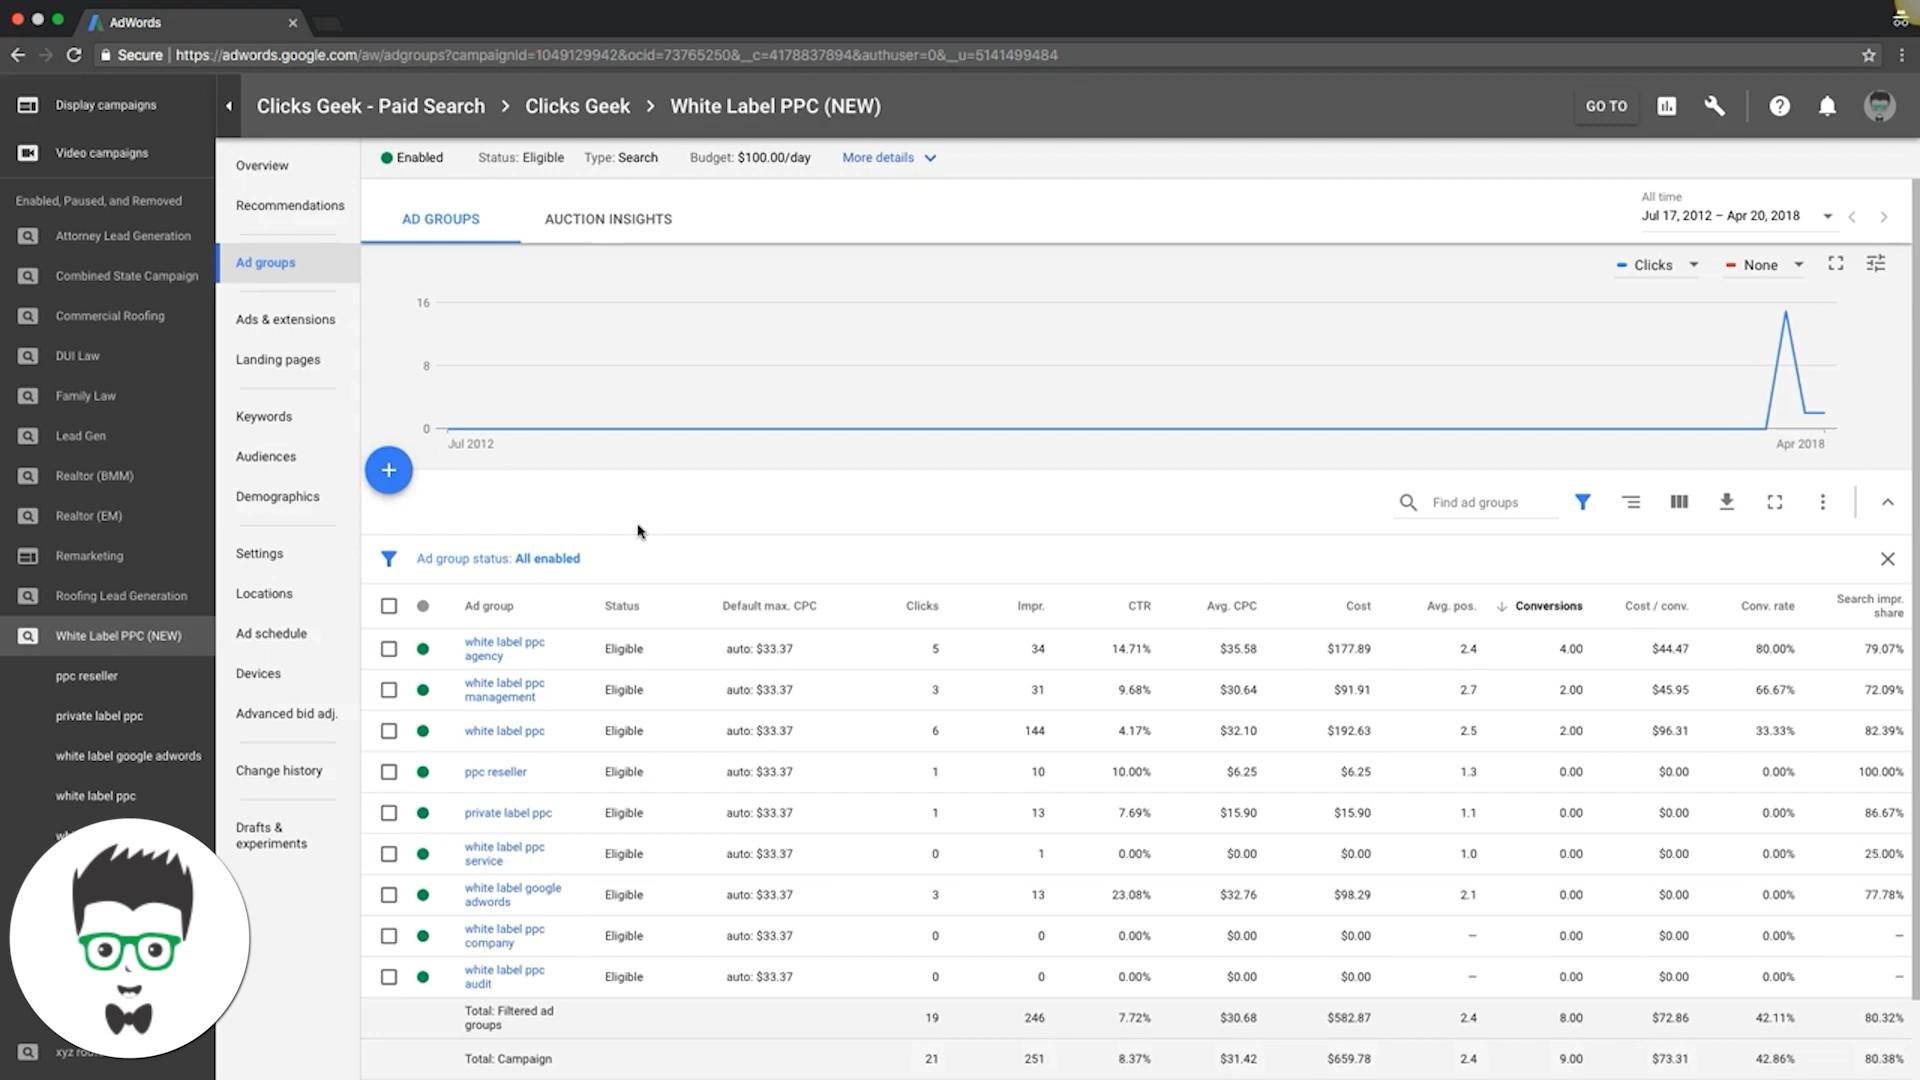 AdWords
Secure | https://adwords.google.com/aw/adgroups?campaignId=1049129942&ocid=73765250&__c=4178837894&authuser=0&__u=5141499484
Display campaigns
Video campaigns
Enabled, Paused, and Removed
Attorney Lead Generation
Combined State Campaign
Commercial Roofing
DUI Law
Family Law
Lead Gen
Realtor (BMM)
Realtor (EM)
Remarketing
Roofing Lead Generation
White Label PPC (NEW)
ppc reseller
private label ppc
white label google adwords
white label ppc
xyz
Clicks Geek - Paid Search > Clicks Geek > White Label PPC (NEW)
GO TO
Overview
Recommendations
Ad groups
Ads & extensions
Landing pages
Keywords
Audiences
Demographics
Settings
Locations
Ad schedule
Devices
Advanced bid adj.
Change history
Drafts &
experiments
Enabled Status: Eligible Type: Search Budget: $100.00/day More details
AD GROUPS AUCTION INSIGHTS
All time
Jul 17, 2012 – Apr 20, 2018
Clicks None
16
8
0
Jul 2012 Apr 2018
Find ad groups
Ad group status: All enabled
Ad group Status Default max. CPC Clicks Impr. CTR Avg. CPC Cost Avg. pos. Conversions Cost / conv. Conv. rate Search impr. share
white label ppc agency Eligible auto: $33.37 5 34 14.71% $35.58 $177.89 2.4 4.00 $44.47 80.00% 79.07%
white label ppc management Eligible auto: $33.37 3 31 9.68% $30.64 $91.91 2.7 2.00 $45.95 66.67% 72.09%
white label ppc Eligible auto: $33.37 6 144 4.17% $32.10 $192.63 2.5 2.00 $96.31 33.33% 82.39%
ppc reseller Eligible auto: $33.37 1 10 10.00% $6.25 $6.25 1.3 0.00 $0.00 0.00% 100.00%
private label ppc Eligible auto: $33.37 1 13 7.69% $15.90 $15.90 1.1 0.00 $0.00 0.00% 86.67%
white label ppc service Eligible auto: $33.37 0 1 0.00% $0.00 $0.00 1.0 0.00 $0.00 0.00% 25.00%
white label google adwords Eligible auto: $33.37 3 13 23.08% $32.76 $98.29 2.1 0.00 $0.00 0.00% 77.78%
white label ppc company Eligible auto: $33.37 0 0 0.00% $0.00 $0.00 – 0.00 $0.00 0.00% –
white label ppc audit Eligible auto: $33.37 0 0 0.00% $0.00 $0.00 – 0.00 $0.00 0.00% –
Total: Filtered ad groups 19 246 7.72% $30.68 $582.87 2.4 8.00 $72.86 42.11% 80.32%
Total: Campaign 21 251 8.37% $31.42 $659.78 2.4 9.00 $73.31 42.86% 80.38%